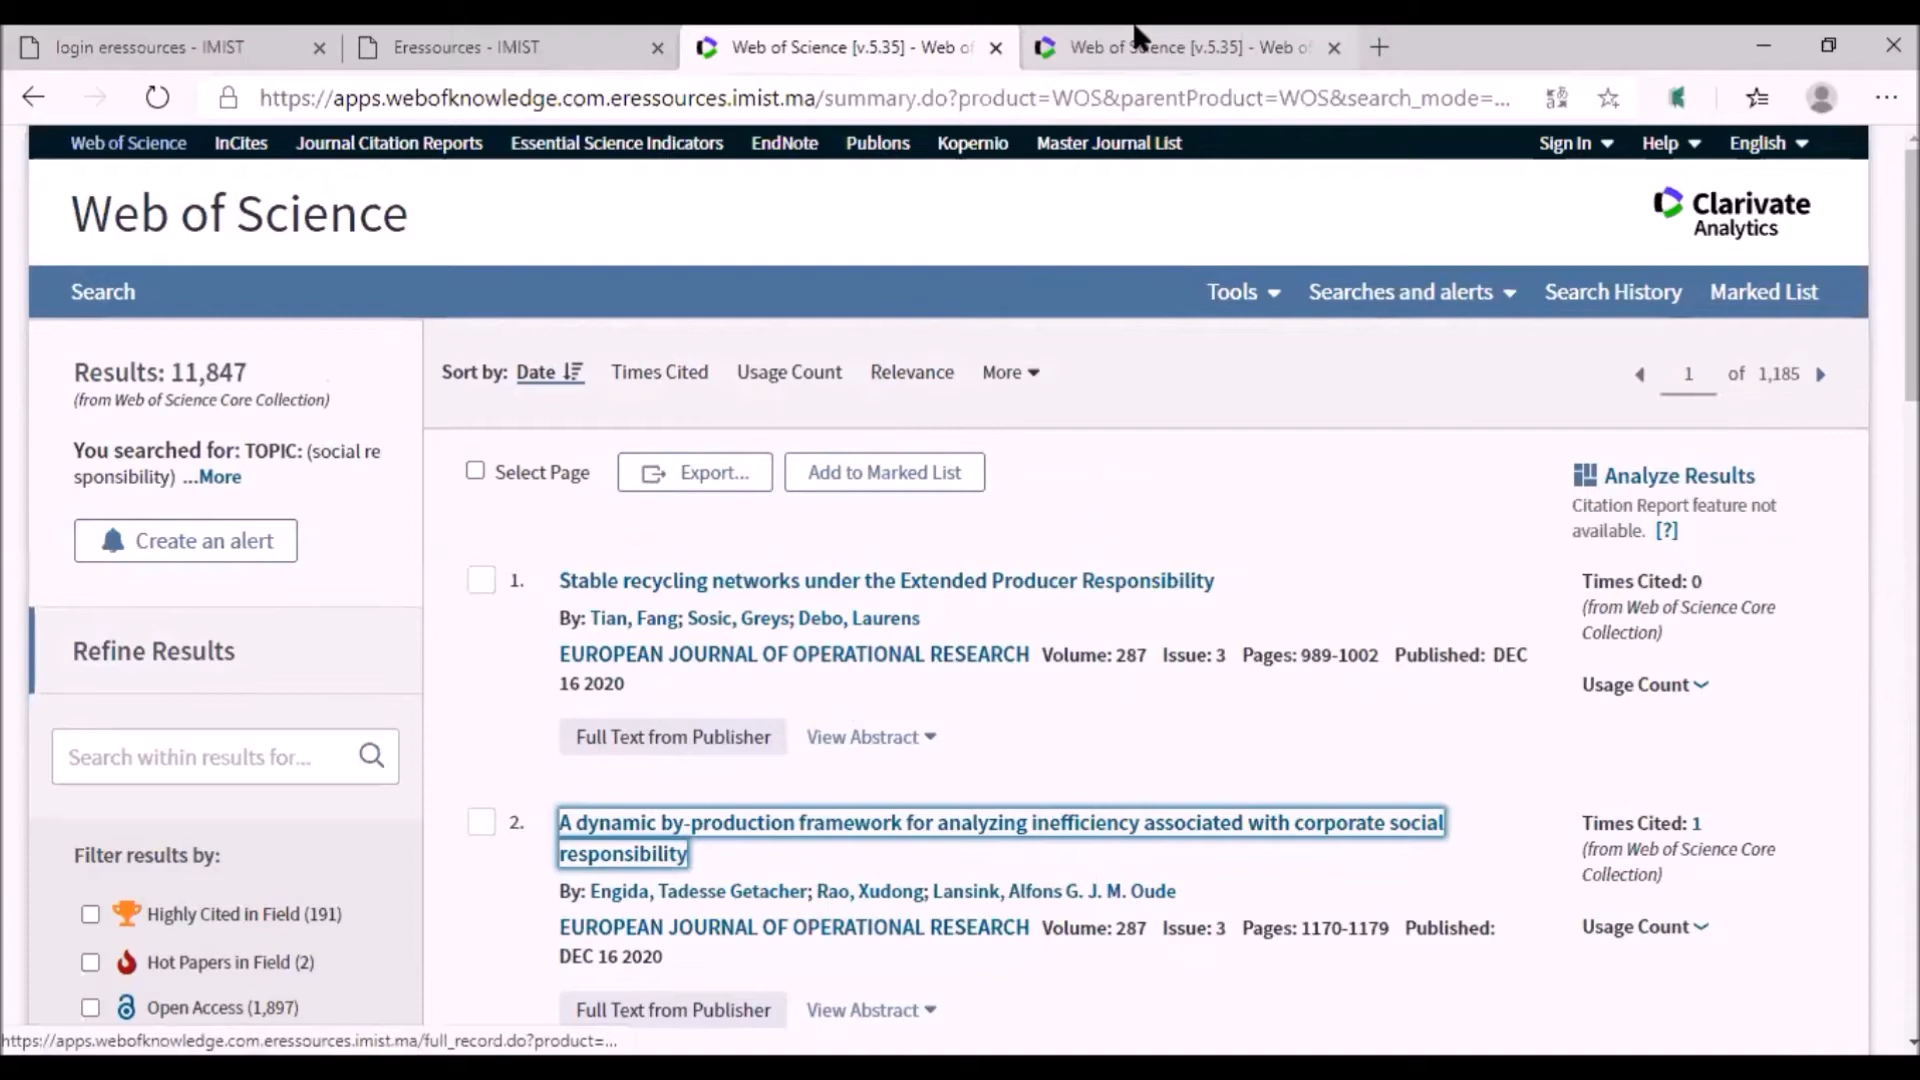 login eressources - IMIST
Eressources - IMIST
Web of Science [v.5.35] - Web of
Web of Science [v.5.35] - Web of
https://apps.webofknowledge.com.eressources.imist.ma/summary.do?product=WOS&parentProduct=WOS&search_mode=...
Web of Science InCites Journal Citation Reports Essential Science Indicators EndNote Publons Kopernio Master Journal List Sign In Help English
Web of Science
Clarivate
Analytics
Search Tools Searches and alerts Search History Marked List
Results: 11,847
(from Web of Science Core Collection)
You searched for: TOPIC: (social re
sponsibility) ...More
Create an alert
Refine Results
Search within results for...
Filter results by:
Highly Cited in Field (191)
Hot Papers in Field (2)
Open Access (1,897)
Sort by: Date Times Cited Usage Count Relevance More
1 of 1,185
Select Page Export... Add to Marked List
Analyze Results
Citation Report feature not
available. [?]
1. Stable recycling networks under the Extended Producer Responsibility
By: Tian, Fang; Sosic, Greys; Debo, Laurens
EUROPEAN JOURNAL OF OPERATIONAL RESEARCH Volume: 287 Issue: 3 Pages: 989-1002 Published: DEC
16 2020
Full Text from Publisher View Abstract
Times Cited: 0
(from Web of Science Core
Collection)
Usage Count
2. A dynamic by-production framework for analyzing inefficiency associated with corporate social
responsibility
By: Engida, Tadesse Getacher; Rao, Xudong; Lansink, Alfons G. J. M. Oude
EUROPEAN JOURNAL OF OPERATIONAL RESEARCH Volume: 287 Issue: 3 Pages: 1170-1179 Published:
DEC 16 2020
Full Text from Publisher View Abstract
Times Cited: 1
(from Web of Science Core
Collection)
Usage Count
https://apps.webofknowledge.com.eressources.imist.ma/full_record.do?product=...